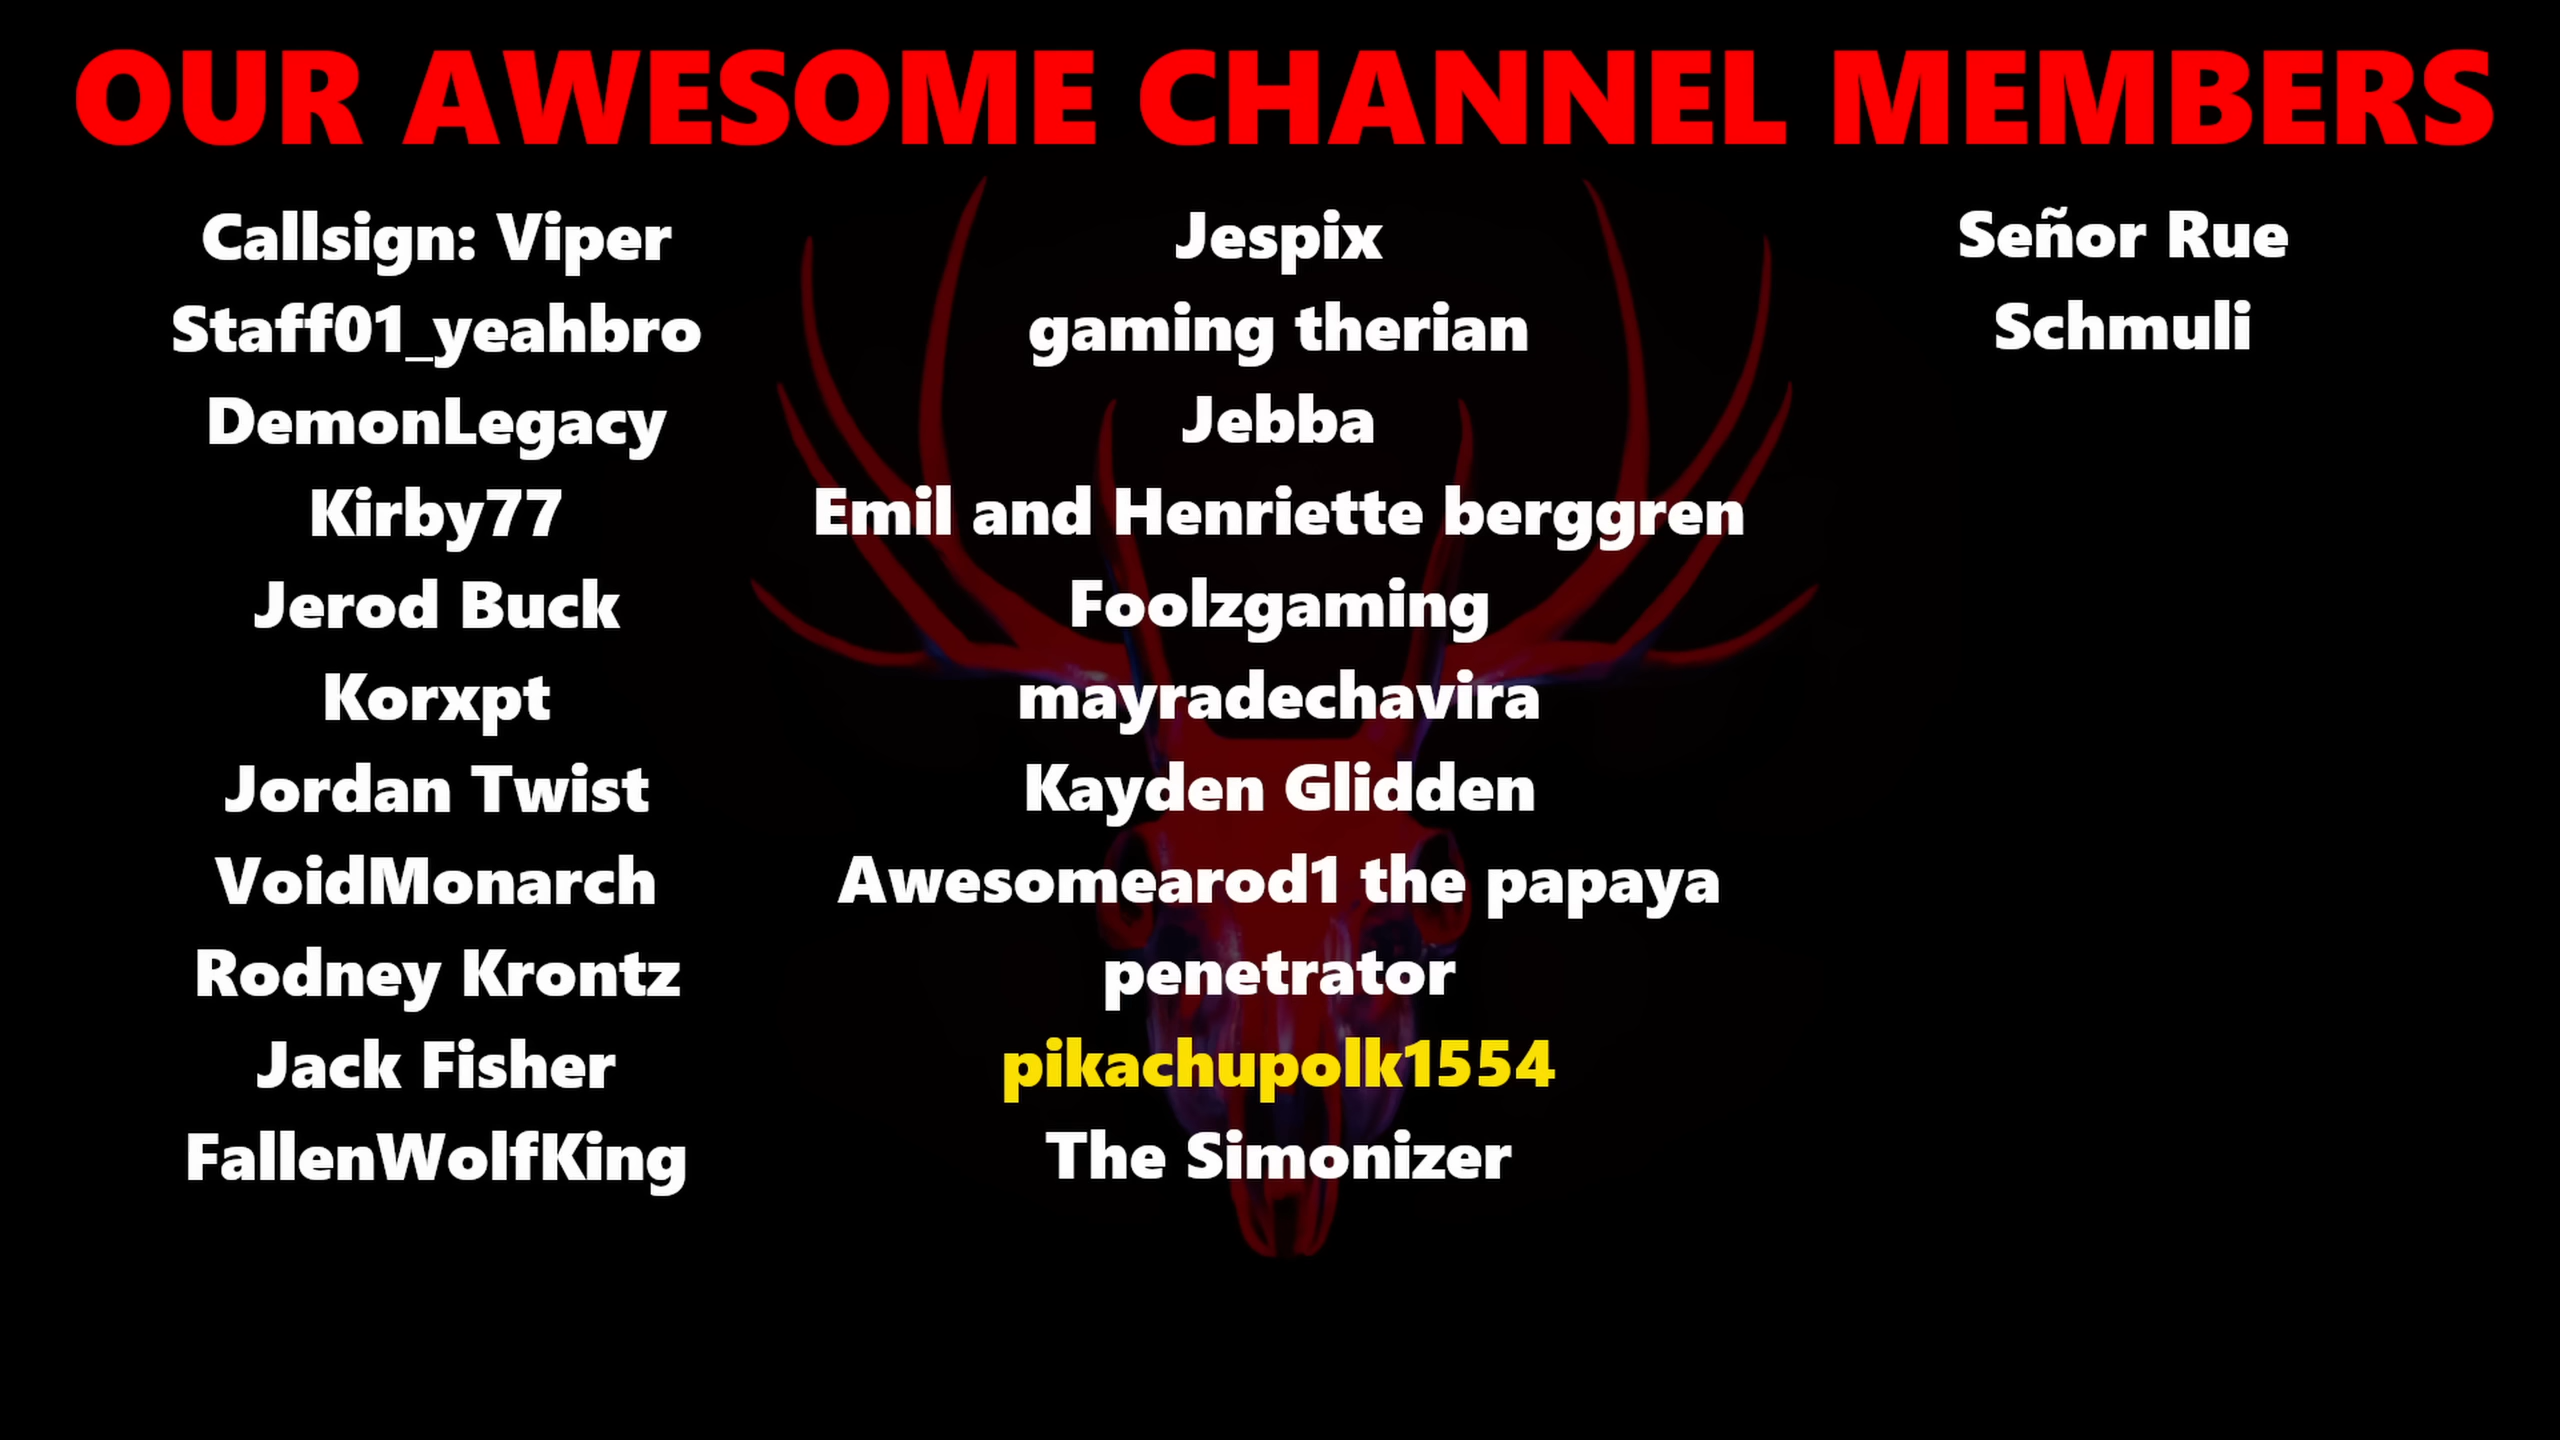 OUR AWESOME CHANNEL MEMBERS
Callsign: Viper
Staff01_yeahbro
DemonLegacy
Kirby77
Jerod Buck
Korxpt
Jordan Twist
VoidMonarch
Rodney Krontz
Jack Fisher
FallenWolfKing
Jespix
gaming therian
Jebba
Emil and Henriette berggren
Foolzgaming
mayradechavira
Kayden Glidden
Awesomearod1 the papaya
penetrator
pikachupolk1554
The Simonizer
Señor Rue
Schmuli